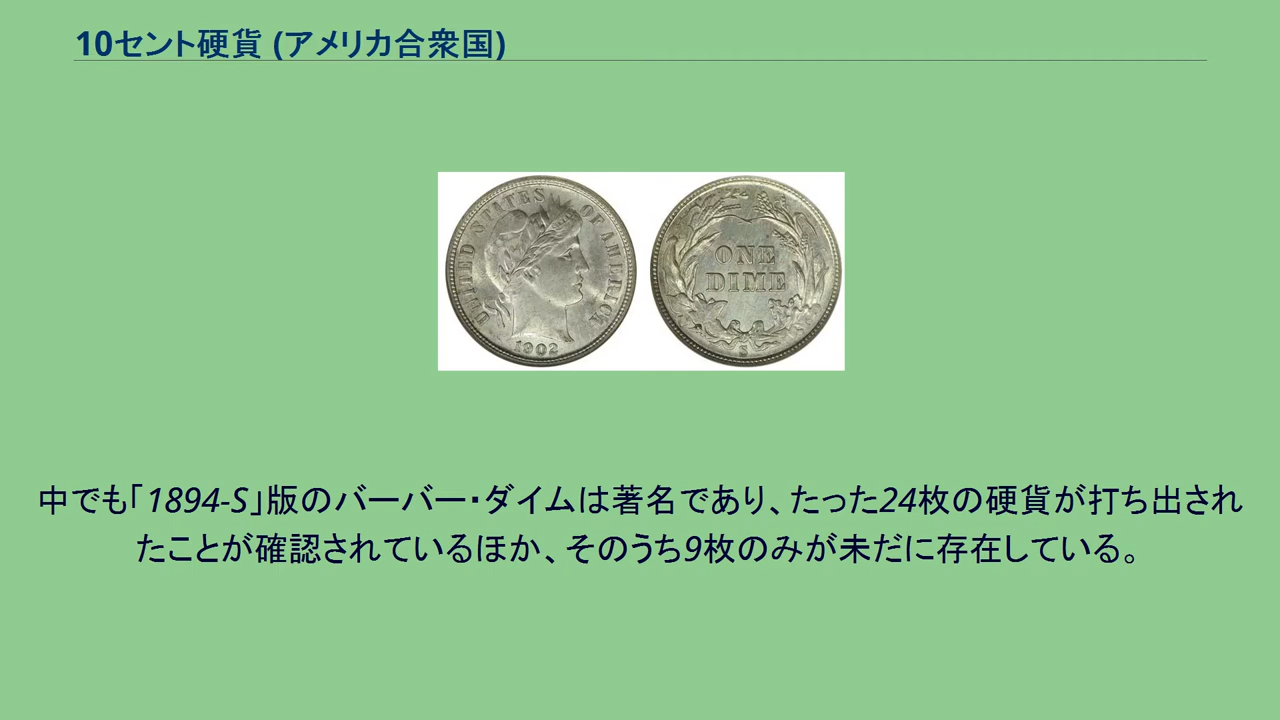 10セント硬貨 (アメリカ合衆国)
UNITED STATES OF AMERICA
1902
ONE
DIME
S
中でも「1894-S」版のバーバー・ダイムは著名であり、たった24枚の硬貨が打ち出され
たことが確認されているほか、そのうち9枚のみが未だに存在している。